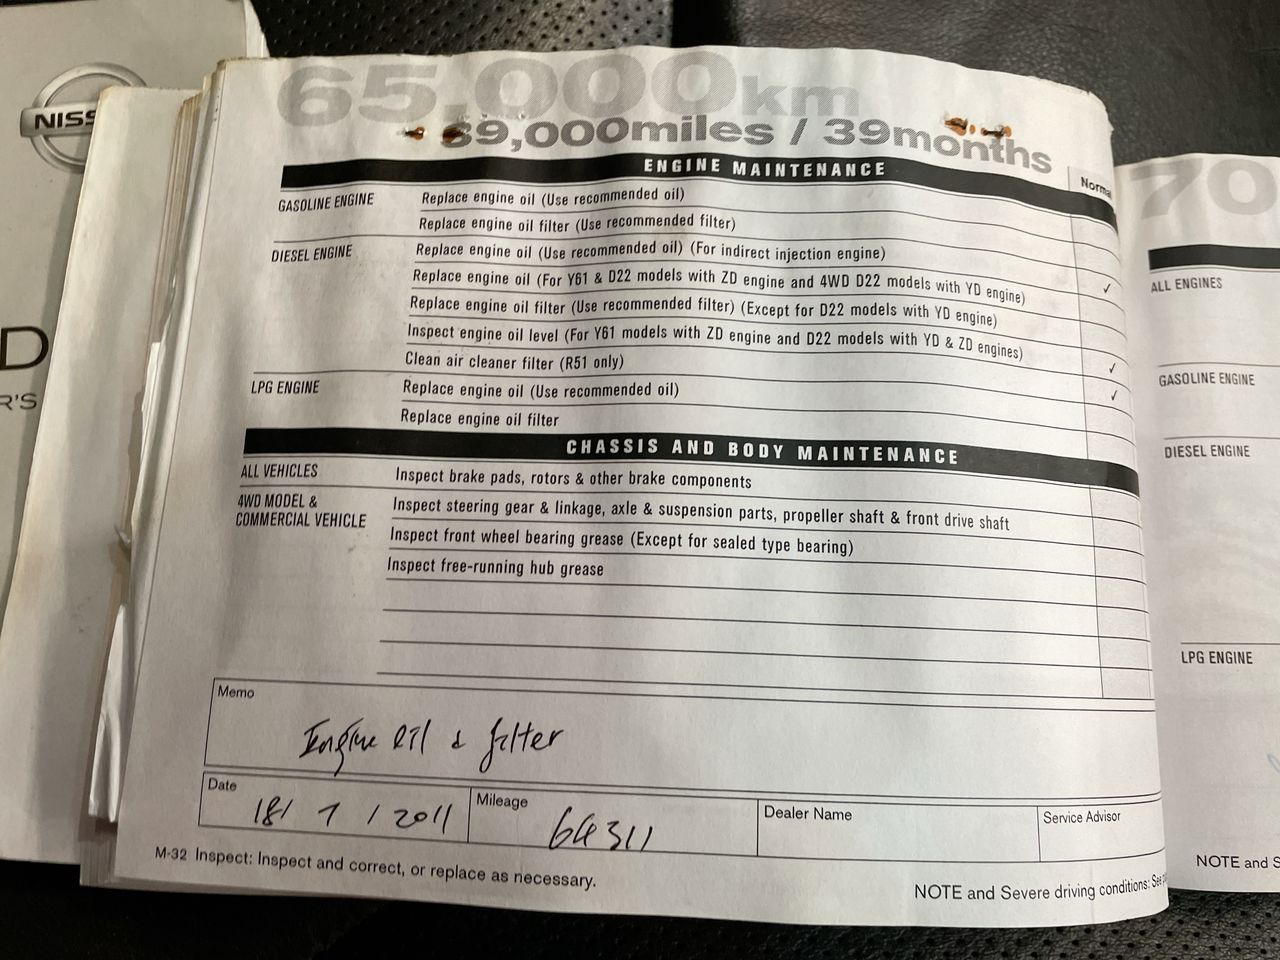 65,000km
39,000miles / 39months
ENGINE MAINTENANCE
Normal
GASOLINE ENGINE
Replace engine oil (Use recommended oil)
Replace engine oil filter (Use recommended filter)
DIESEL ENGINE
Replace engine oil (Use recommended oil) (For indirect injection engine)
Replace engine oil (For Y61 & D22 models with ZD engine and 4WD D22 models with YD engine)
✓
Replace engine oil filter (Use recommended filter) (Except for D22 models with YD engine)
Inspect engine oil level (For Y61 models with ZD engine and D22 models with YD & ZD engines)
✓
Clean air cleaner filter (R51 only)
✓
LPG ENGINE
Replace engine oil (Use recommended oil)
Replace engine oil filter
CHASSIS AND BODY MAINTENANCE
ALL VEHICLES
Inspect brake pads, rotors & other brake components
4WD MODEL &
COMMERCIAL VEHICLE
Inspect steering gear & linkage, axle & suspension parts, propeller shaft & front drive shaft
Inspect front wheel bearing grease (Except for sealed type bearing)
Inspect free-running hub grease
Memo
Engine oil & filter
Date
18/ 7 / 2011
Mileage
64311
Dealer Name
Service Advisor
M-32 Inspect: Inspect and correct, or replace as necessary.
NOTE and Severe driving conditions: See
NISS
D
R'S
70
ALL ENGINES
GASOLINE ENGINE
DIESEL ENGINE
LPG ENGINE
NOTE and S